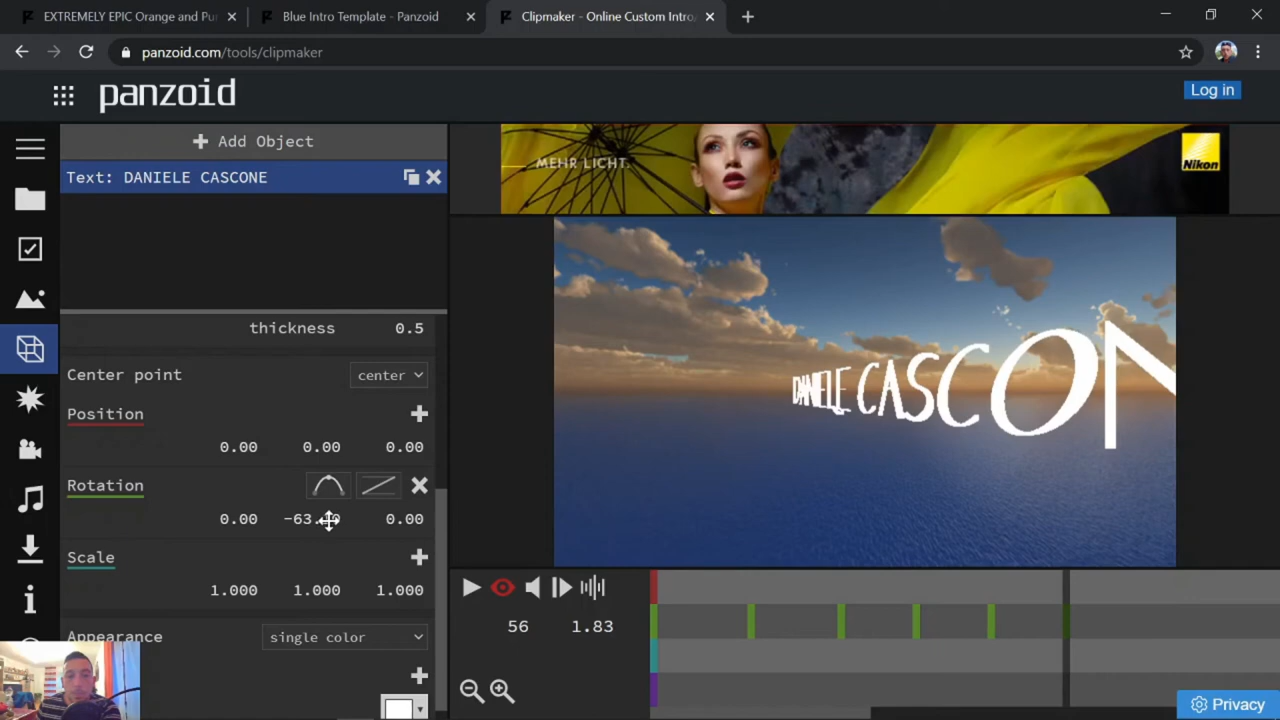 EXTREMELY EPIC Orange and Pur
Blue Intro Template - Panzoid
Clipmaker - Online Custom Intro,
panzoid.com/tools/clipmaker
panzoid
Log in
Add Object
Text: DANIELE CASCONE
MEHR LICHT.
Nikon
thickness 0.5
Center point center
Position
0.00 0.00 0.00
Rotation
0.00 0.00
Scale
1.000 1.000 1.000
Appearance single color
DANIELE CASCON
56 1.83
Privacy